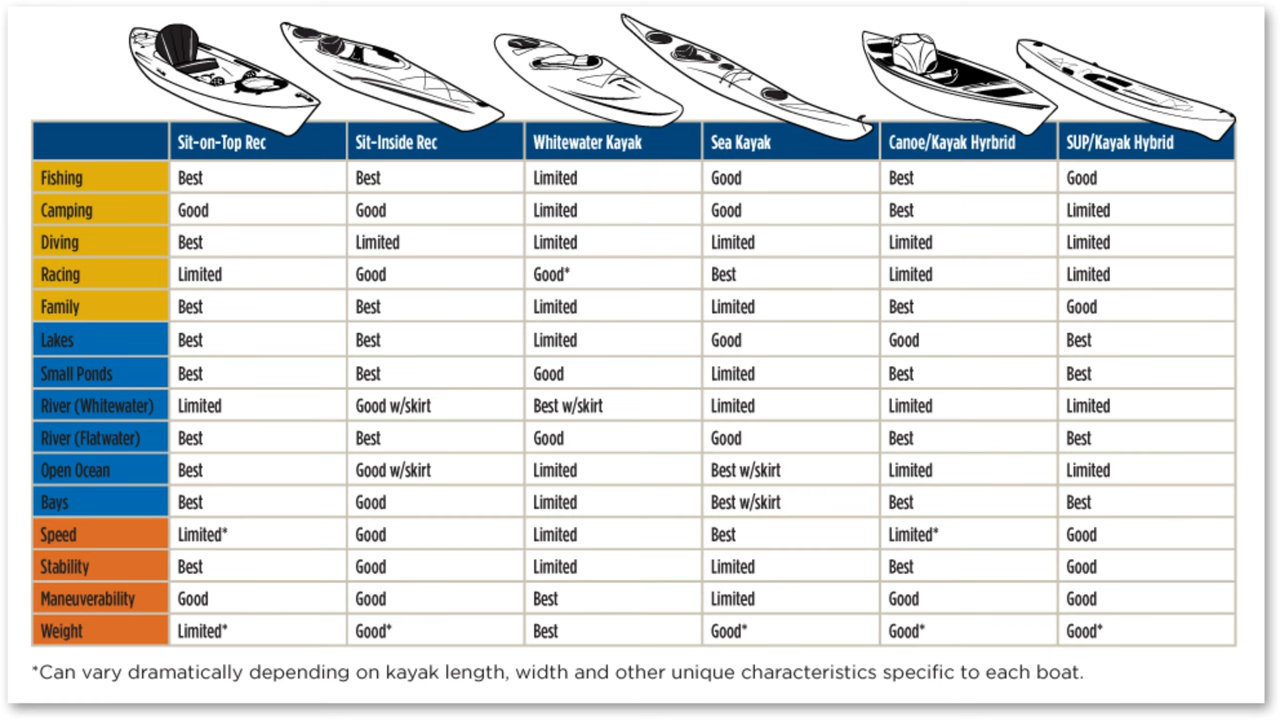 Sit-on-Top Rec Sit-Inside Rec Whitewater Kayak Sea Kayak Canoe/Kayak Hyrbrid SUP/Kayak Hybrid
Fishing Best Best Limited Good Best Good
Camping Good Good Limited Good Best Limited
Diving Best Limited Limited Limited Limited Limited
Racing Limited Good Good* Best Limited Limited
Family Best Best Limited Limited Best Good
Lakes Best Best Limited Good Good Best
Small Ponds Best Best Good Limited Best Best
River (Whitewater) Limited Good w/skirt Best w/skirt Limited Limited Limited
River (Flatwater) Best Best Good Good Best Best
Open Ocean Best Good w/skirt Limited Best w/skirt Limited Limited
Bays Best Good Limited Best w/skirt Best Best
Speed Limited* Good Limited Best Limited* Good
Stability Best Good Limited Limited Best Good
Maneuverability Good Good Best Limited Good Good
Weight Limited* Good* Best Good* Good* Good*
*Can vary dramatically depending on kayak length, width and other unique characteristics specific to each boat.